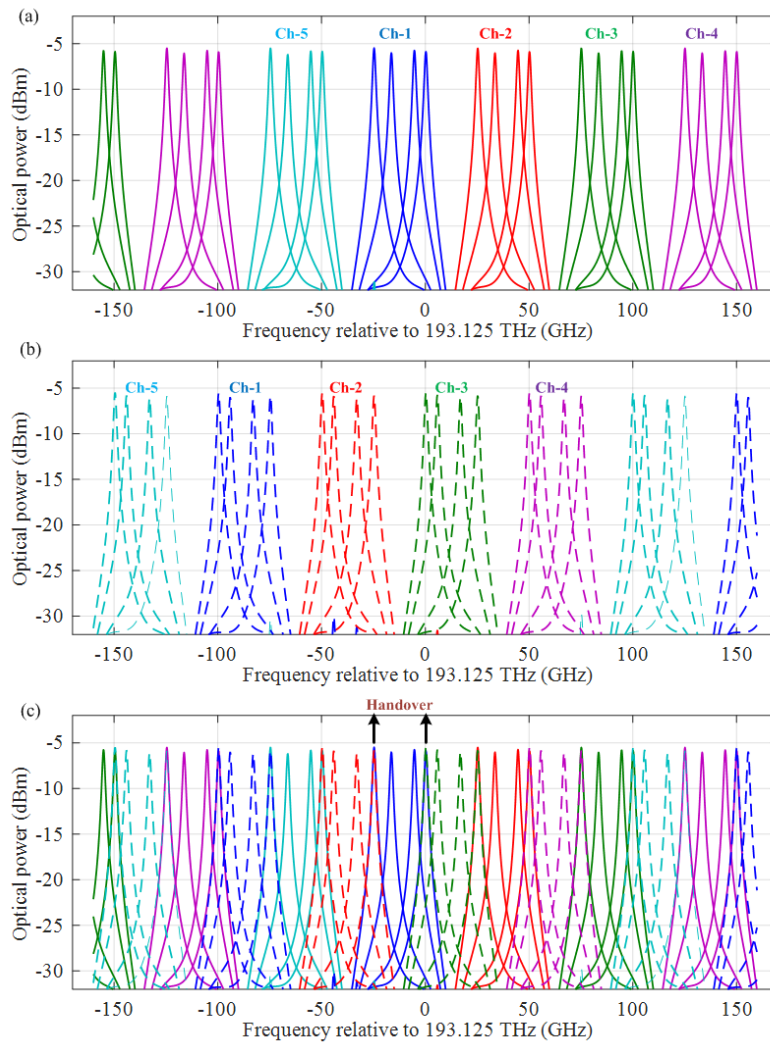 (a)
Ch-5 Ch-1 Ch-2 Ch-3 Ch-4
Optical power (dBm)
-5
-10
-15
-20
-25
-30
-150 -100 -50 0 50 100 150
Frequency relative to 193.125 THz (GHz)
(b)
Ch-5 Ch-1 Ch-2 Ch-3 Ch-4
Optical power (dBm)
-5
-10
-15
-20
-25
-30
-150 -100 -50 0 50 100 150
Frequency relative to 193.125 THz (GHz)
(c)
Handover
Optical power (dBm)
-5
-10
-15
-20
-25
-30
-150 -100 -50 0 50 100 150
Frequency relative to 193.125 THz (GHz)